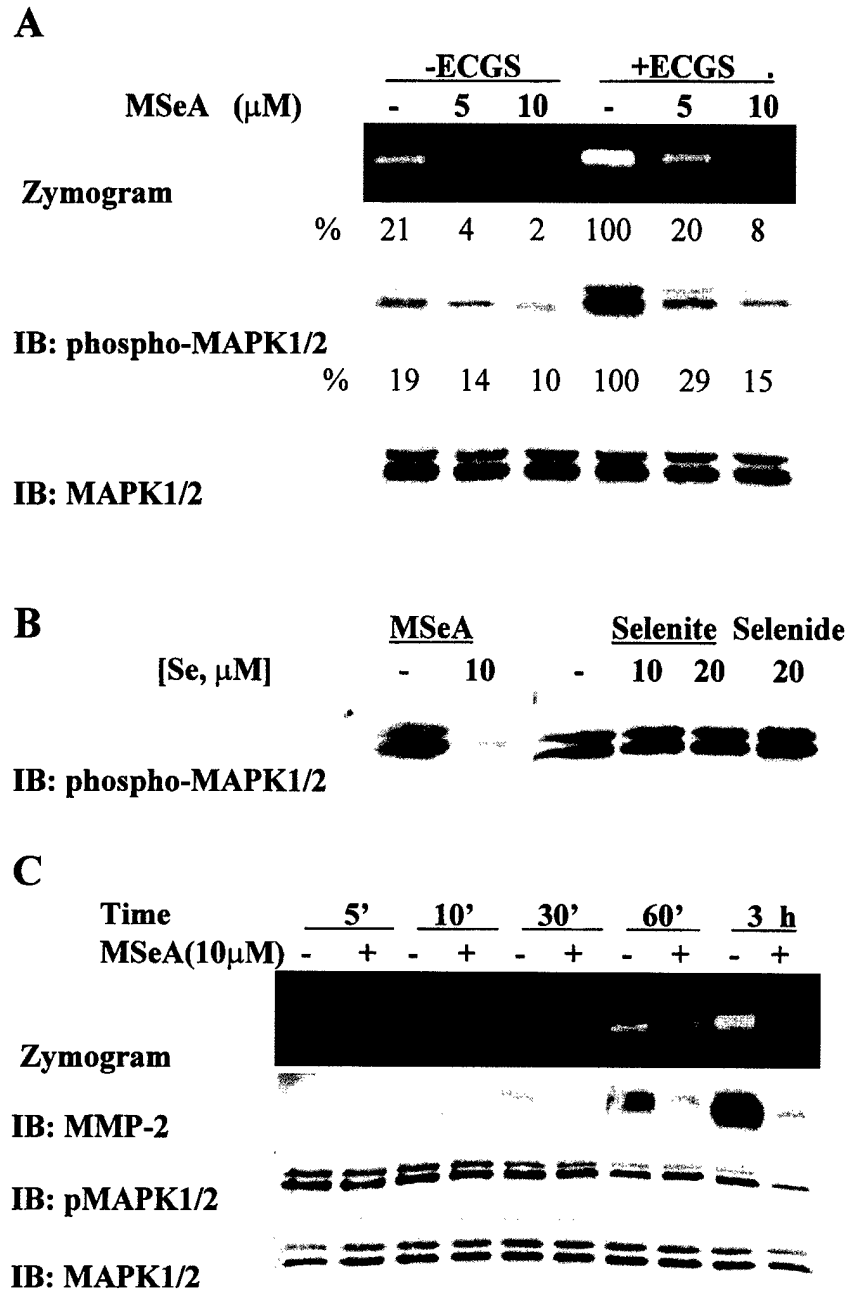 A
-ECGS +ECGS .
MSeA (μM) - 5 10 - 5 10
Zymogram
% 21 4 2 100 20 8
IB: phospho-MAPK1/2
% 19 14 10 100 29 15
IB: MAPK1/2
B
MSeA Selenite Selenide
[Se, μM] - 10 - 10 20 20
IB: phospho-MAPK1/2
C
Time 5’ 10’ 30’ 60’ 3 h
MSeA(10μM) - + - + - + - + - +
Zymogram
IB: MMP-2
IB: pMAPK1/2
IB: MAPK1/2